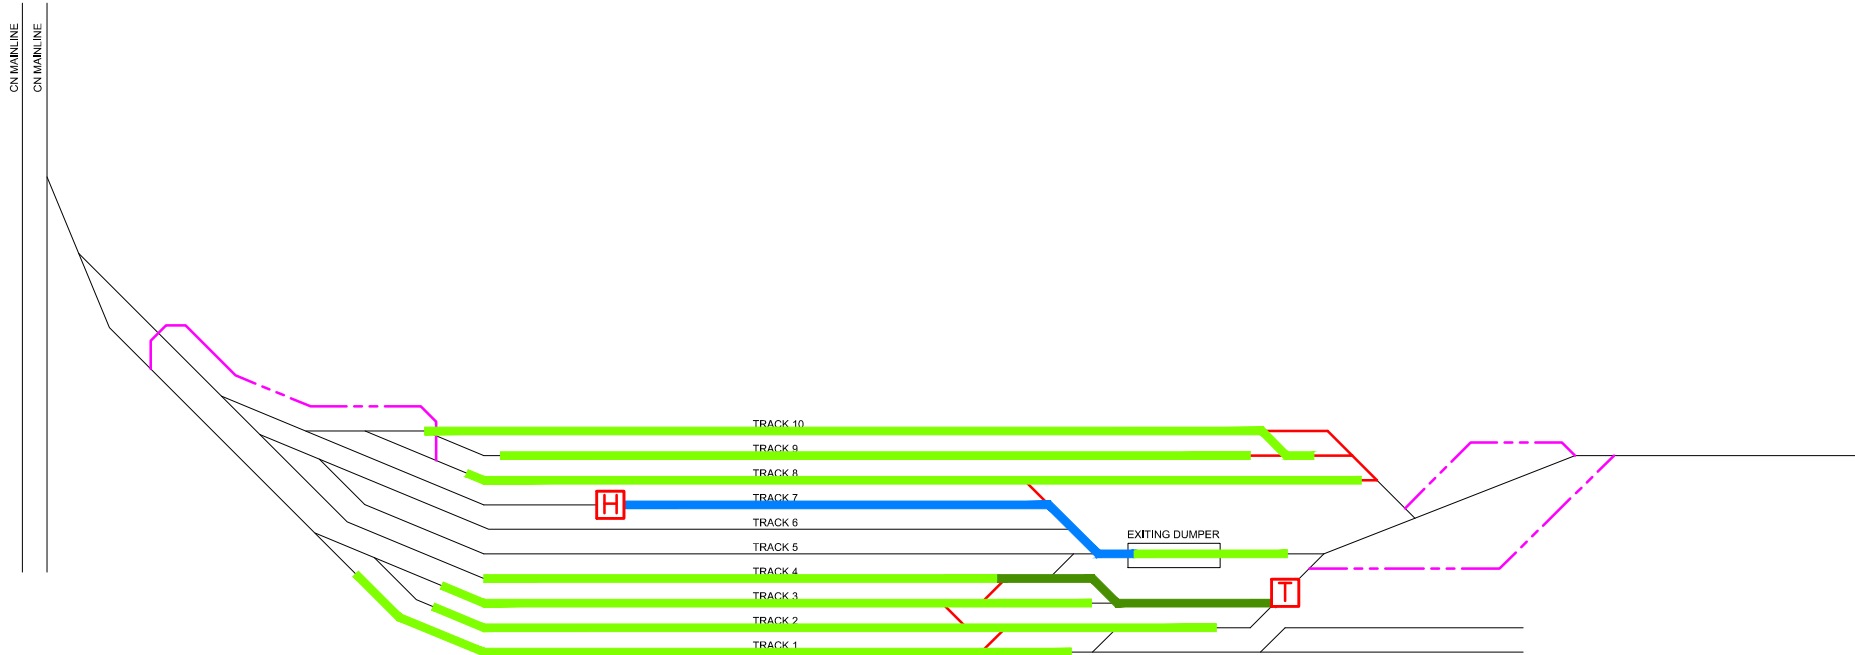 CN MAINLINE
CN MAINLINE
TRACK 10
TRACK 9
TRACK 8
H
TRACK 7
TRACK 6
EXITING DUMPER
TRACK 5
TRACK 4
T
TRACK 3
TRACK 2
TRACK 1